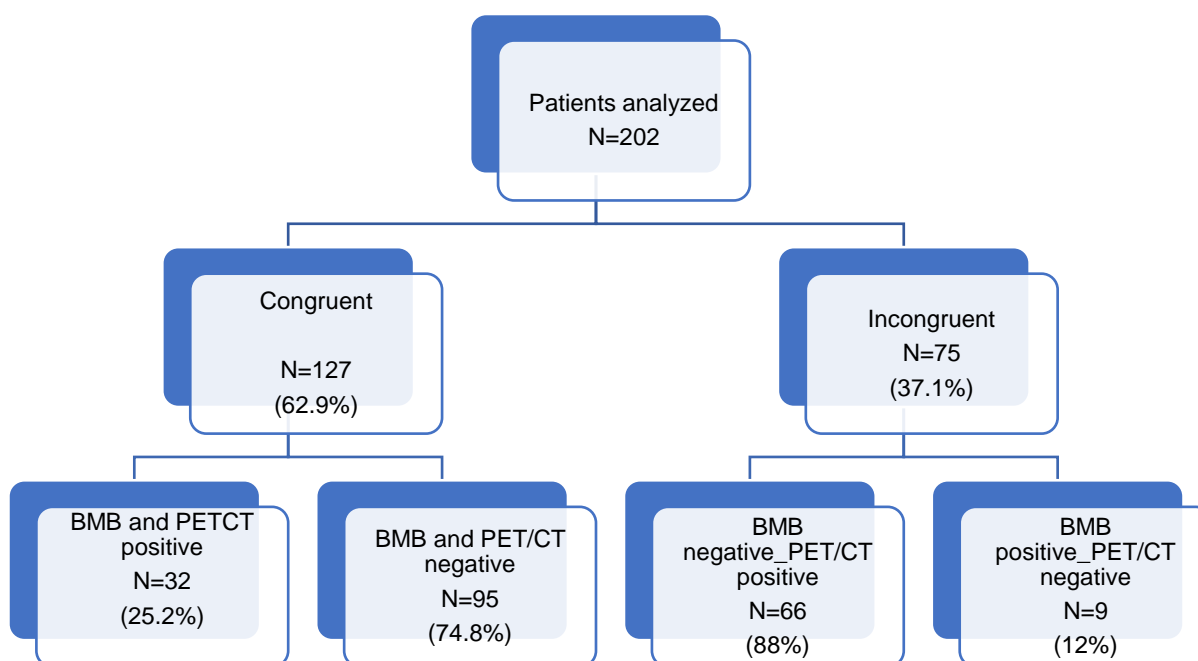 Patients analyzed
N=202
Congruent
N=127
(62.9%)
Incongruent
N=75
(37.1%)
BMB and PETCT
positive
N=32
(25.2%)
BMB and PET/CT
negative
N=95
(74.8%)
BMB
negative_PET/CT
positive
N=66
(88%)
BMB
positive_PET/CT
negative
N=9
(12%)